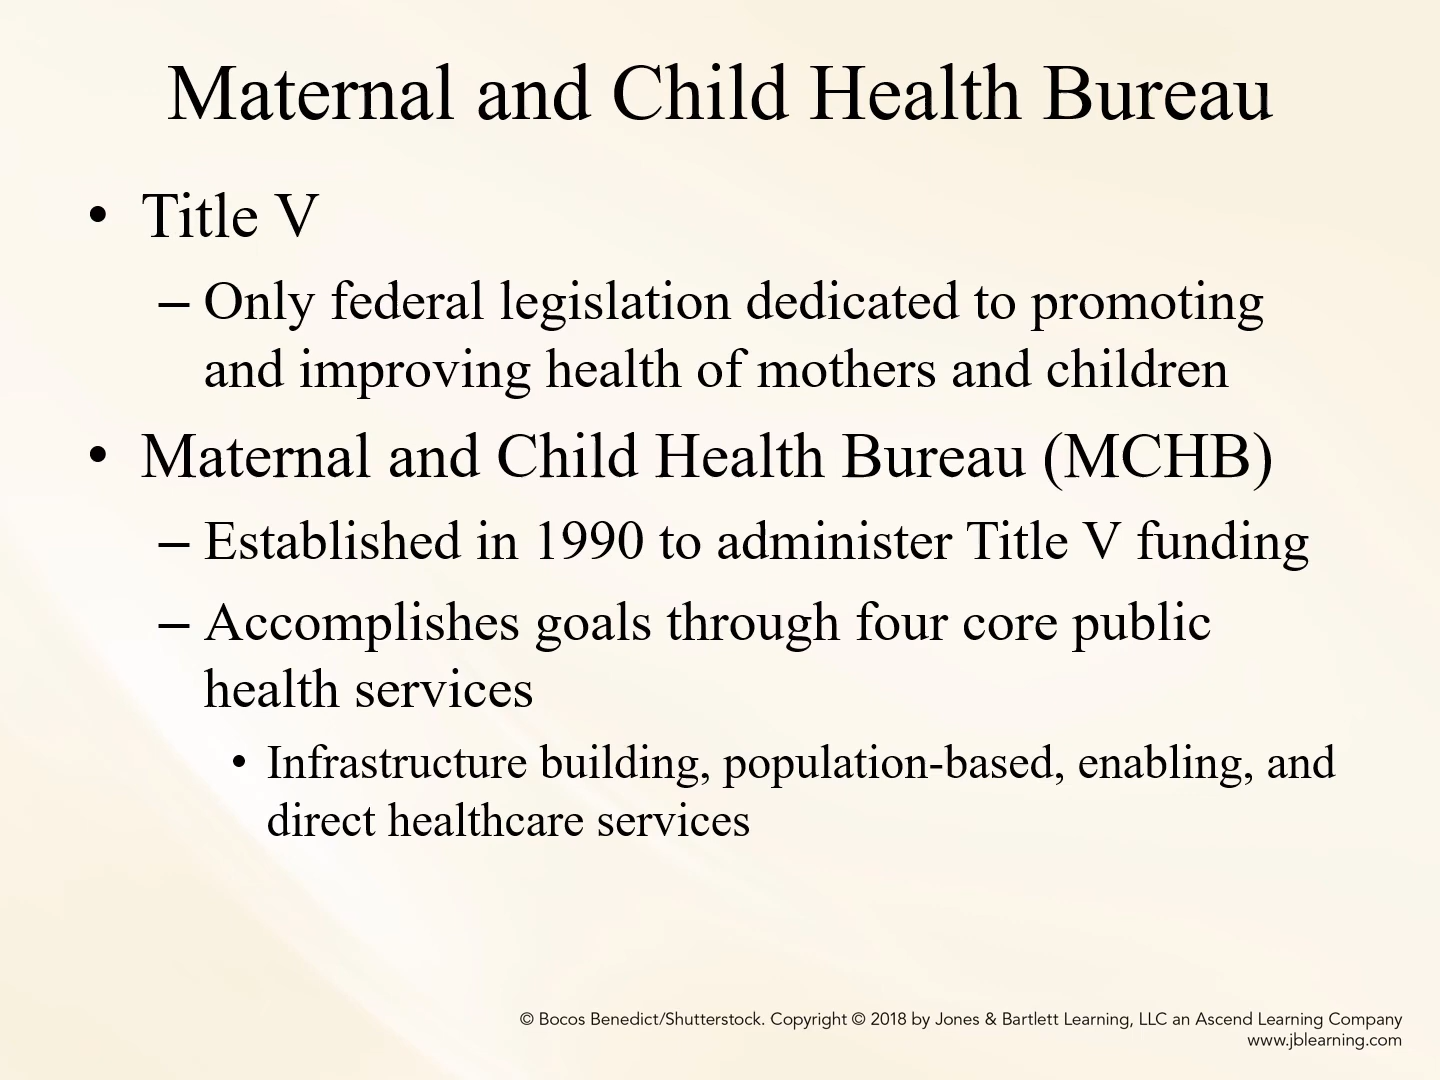 Maternal and Child Health Bureau
• Title V
– Only federal legislation dedicated to promoting
and improving health of mothers and children
• Maternal and Child Health Bureau (MCHB)
– Established in 1990 to administer Title V funding
– Accomplishes goals through four core public
health services
• Infrastructure building, population-based, enabling, and
direct healthcare services
© Bocos Benedict/Shutterstock. Copyright © 2018 by Jones & Bartlett Learning, LLC an Ascend Learning Company
www.jblearning.com